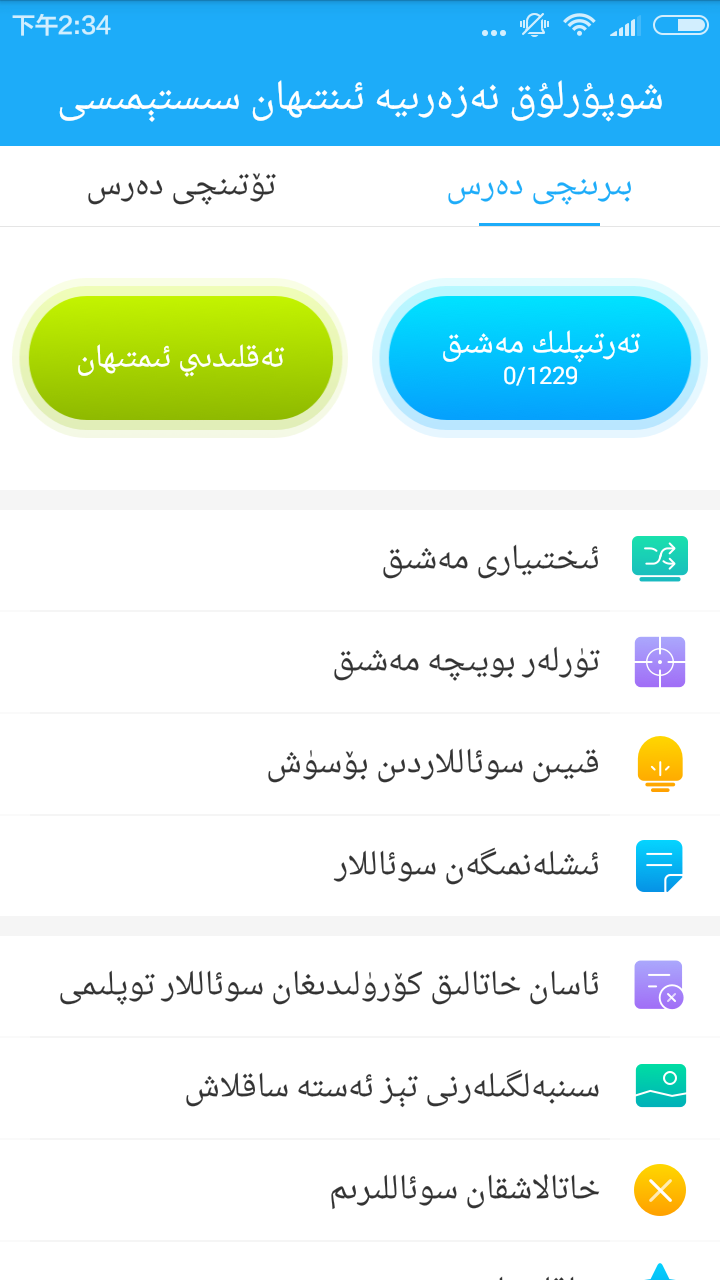 下午2:34
شوپۇرلۇق نەزەرىيە ئىنتىھان سىستېمىسى
بىرىنچى دەرس
تۆتىنچى دەرس
تەرتىپلىك مەشىق
0/1229
تەقلىدىي ئىمتىھان
ئىختىيارى مەشىق
تۈرلەر بويىچە مەشىق
قىيىن سوئاللاردىن بۆسۈش
ئىشلەنمىگەن سوئاللار
ئاسان خاتالىق كۆرۈلىدىغان سوئاللار توپلىمى
سىنبەلگىلەرنى تېز ئەستە ساقلاش
خاتالاشقان سوئاللىرىم